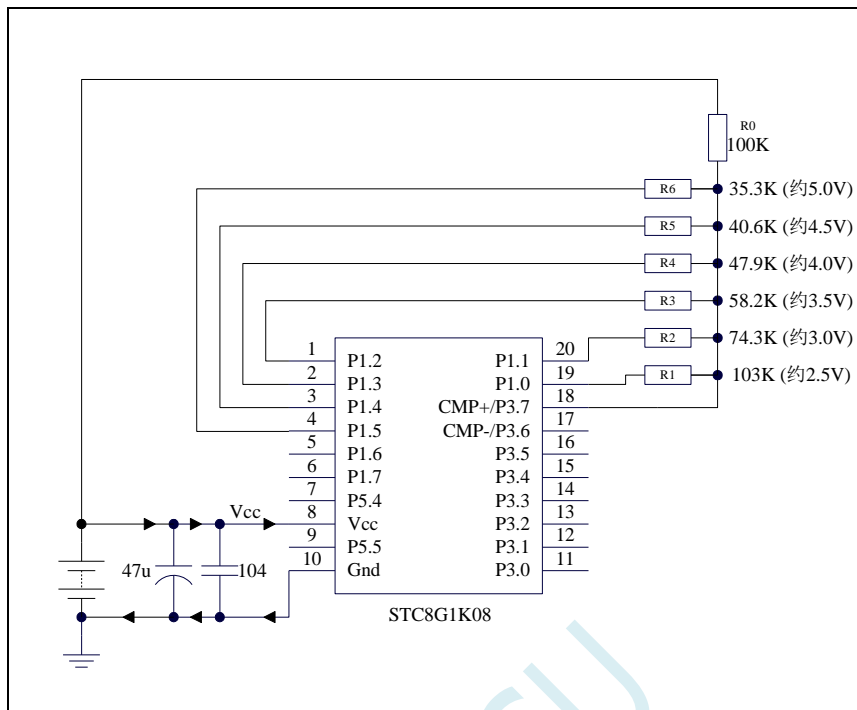 R0
100K
R6 35.3K (约5.0V)
R5 40.6K (约4.5V)
R4 47.9K (约4.0V)
R3 58.2K (约3.5V)
R2 74.3K (约3.0V)
R1 103K (约2.5V)
1 P1.2 P1.1 20
2 P1.3 P1.0 19
3 P1.4 CMP+/P3.7 18
4 P1.5 CMP-/P3.6 17
5 P1.6 P3.5 16
6 P1.7 P3.4 15
7 P5.4 P3.3 14
Vcc 8 Vcc P3.2 13
9 P5.5 P3.1 12
10 Gnd P3.0 11
47u 104
STC8G1K08